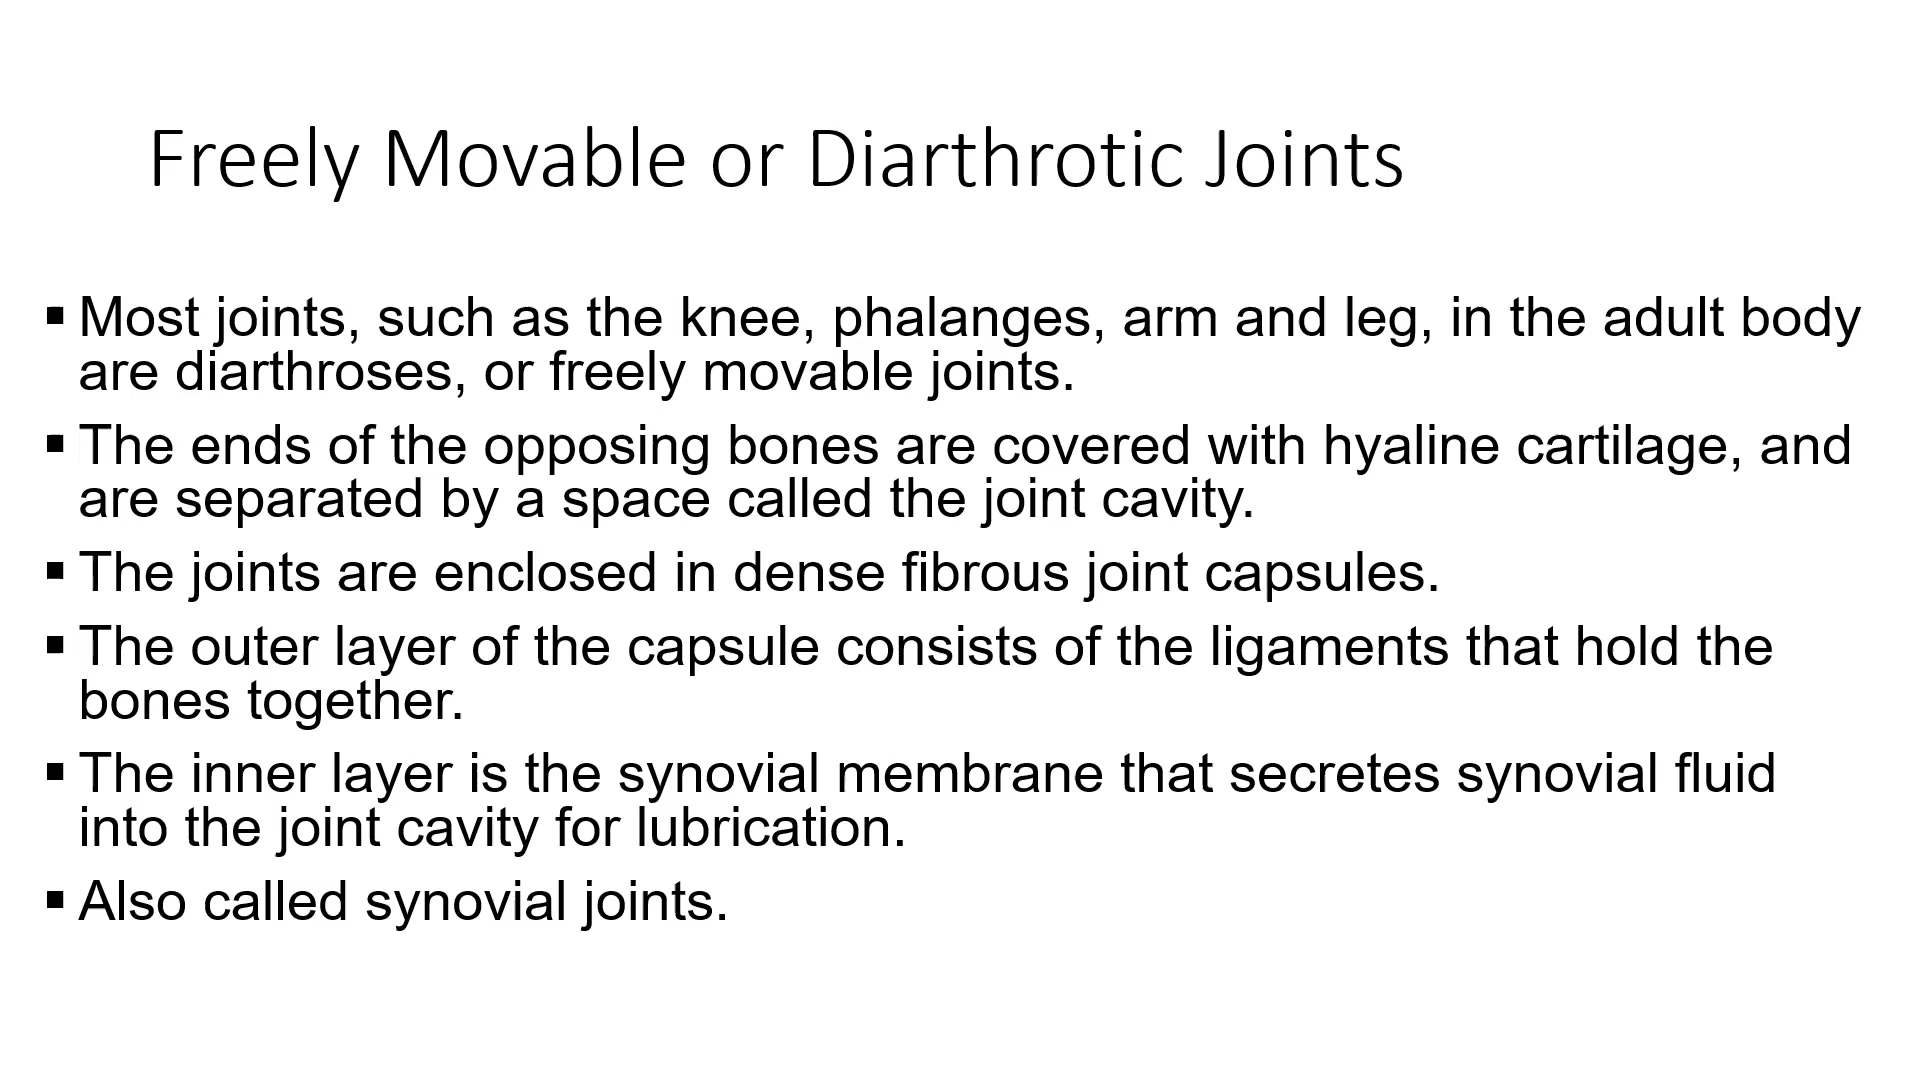 Freely Movable or Diarthrotic Joints
▪ Most joints, such as the knee, phalanges, arm and leg, in the adult body
are diarthroses, or freely movable joints.
▪ The ends of the opposing bones are covered with hyaline cartilage, and
are separated by a space called the joint cavity.
▪ The joints are enclosed in dense fibrous joint capsules.
▪ The outer layer of the capsule consists of the ligaments that hold the
bones together.
▪ The inner layer is the synovial membrane that secretes synovial fluid
into the joint cavity for lubrication.
▪ Also called synovial joints.